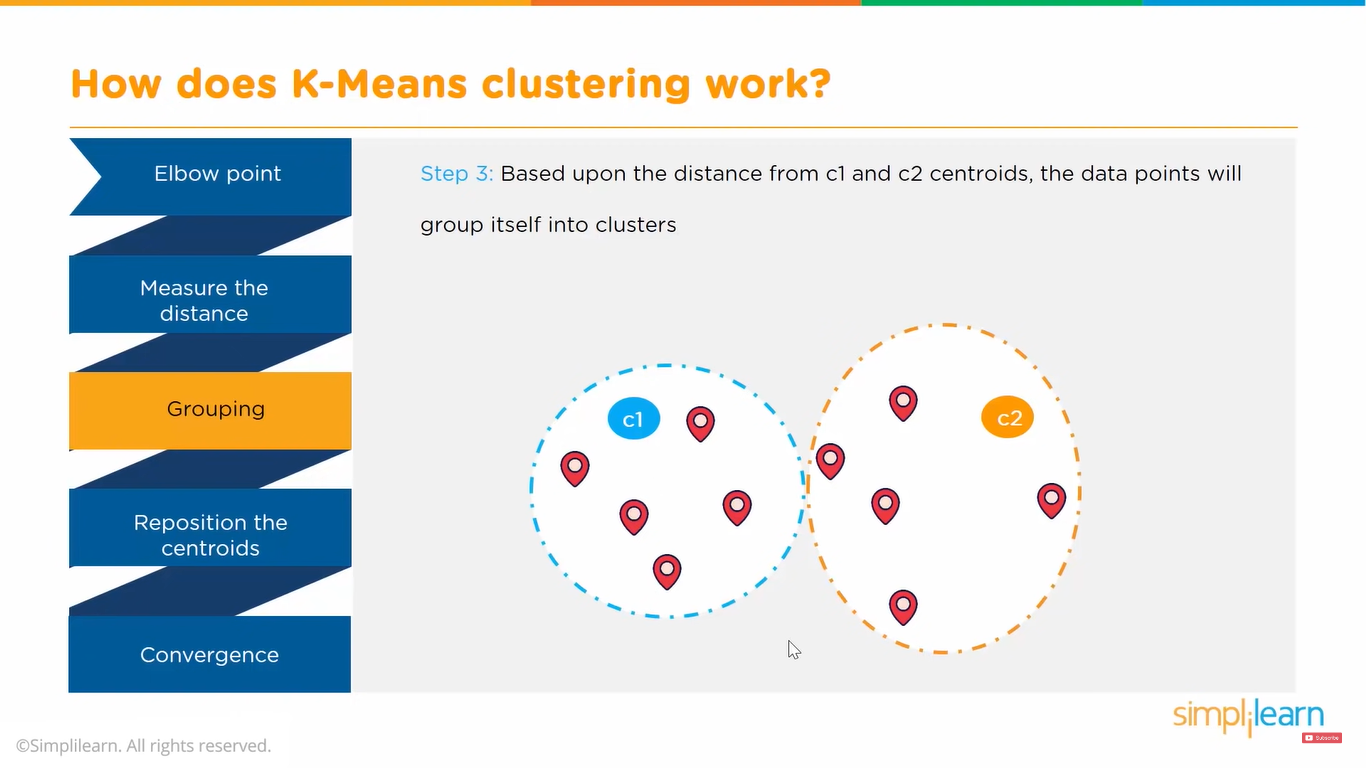 How does K-Means clustering work?
Elbow point
Measure the
distance
Grouping
Reposition the
centroids
Convergence
Step 3: Based upon the distance from c1 and c2 centroids, the data points will
group itself into clusters
c1
c2
simplilearn
Subscribe
©Simplilearn. All rights reserved.